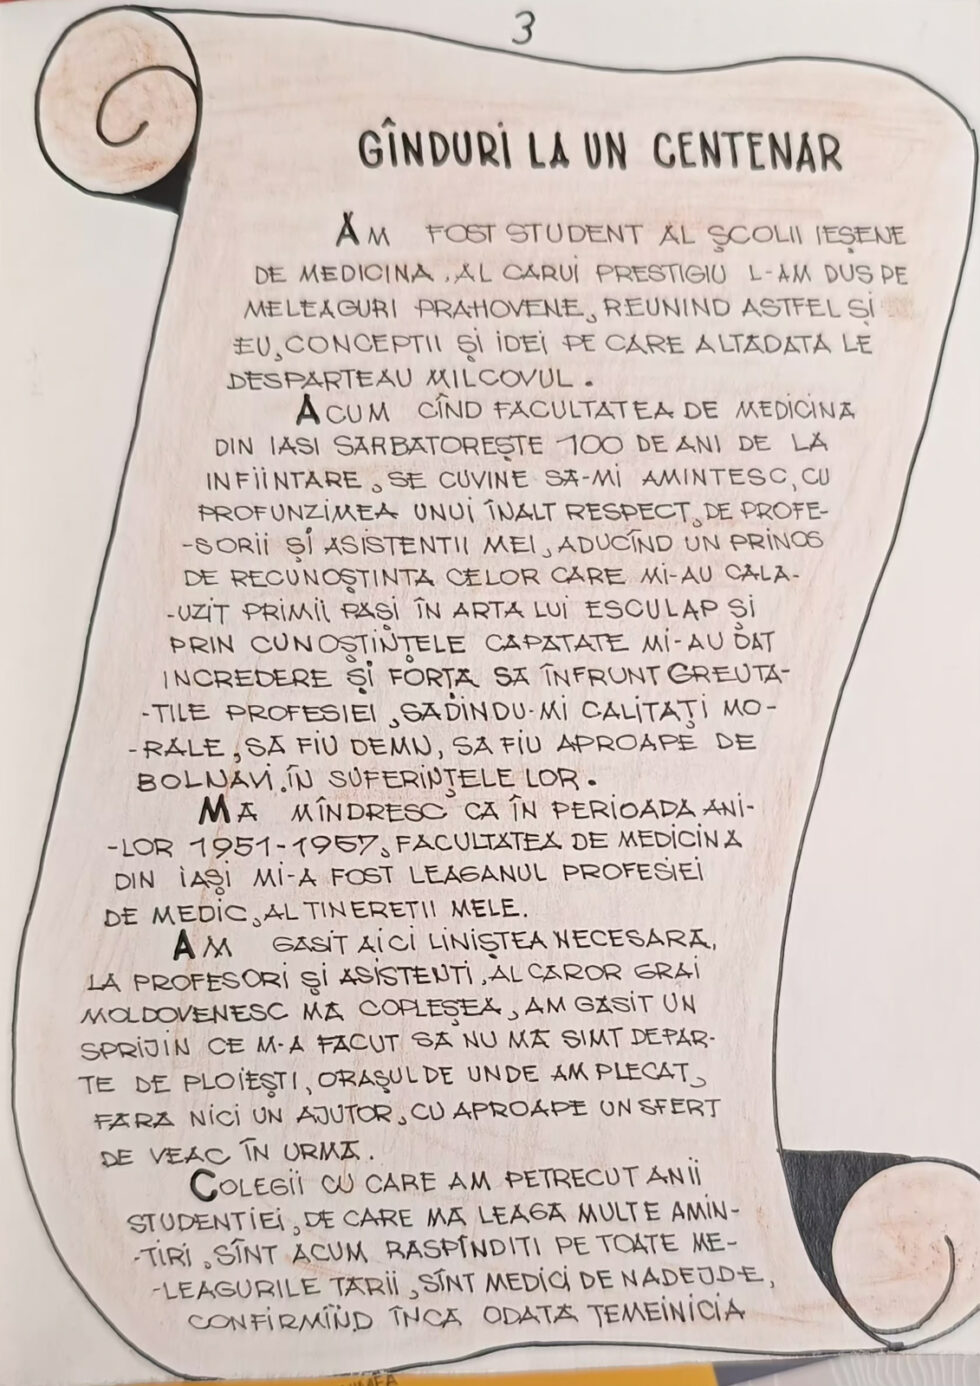 3
GÎNDURI LA UN CENTENAR
AM FOST STUDENT AL ŞCOLII IEŞENE
DE MEDICINA, AL CARUI PRESTIGIU L-AM DUS PE
MELEAGURI PRAHOVENE, REUNIND ASTFEL ŞI
EU, CONCEPTII ŞI IDEI PE CARE ALTADATA LE
DESPARTEAU MILCOVUL.
ACUM CÎND FACULTATEA DE MEDICINA
DIN IASI SARBATOREŞTE 100 DE ANI DE LA
INFIINTARE, SE CUVINE SA-MI AMINTESC, CU
PROFUNZIMEA UNUI ÎNALT RESPECT, DE PROFE-
-SORII ŞI ASISTENTII MEI, ADUCÎND UN PRINOS
DE RECUNOŞTINTA CELOR CARE MI-AU CALA-
-UZIT PRIMII PAŞI ÎN ARTA LUI ESCULAP ŞI
PRIN CUNOŞTINŢELE CAPATATE MI-AU DAT
INCREDERE ŞI FORŢA SA ÎNFRUNT GREUTA-
-TILE PROFESIEI, SADINDU-MI CALITAŢI MO-
-RALE, SA FIU DEMN, SA FIU APROAPE DE
BOLNAVI, ÎN SUFERINŢELE LOR.
MA MÎNDRESC CA ÎN PERIOADA ANI-
-LOR 1951-1957, FACULTATEA DE MEDICINA
DIN IAŞI MI-A FOST LEAGANUL PROFESIEI
DE MEDIC, AL TINERETII MELE.
AM GASIT AICI LINIŞTEA NECESARA,
LA PROFESORI ŞI ASISTENTI, AL CAROR GRAI
MOLDOVENESC MA COPLEŞEA, AM GASIT UN
SPRIJIN CE M-A FACUT SĂ NU MA SIMT DEPAR-
TE DE PLOIEŞTI, ORAŞUL DE UNDE AM PLECAT,
FARA NICI UN AJUTOR, CU APROAPE UN SFERT
DE VEAC ÎN URMA.
COLEGII CU CARE AM PETRECUT ANII
STUDENTIEI, DE CARE MA LEAGA MULTE AMIN-
-TIRI, SÎNT ACUM RASPÎNDITI PE TOATE ME-
-LEAGURILE TARII, SÎNT MEDICI DE NADEJDE,
CONFIRMÎND ÎNCA ODATA TEMEINICIA